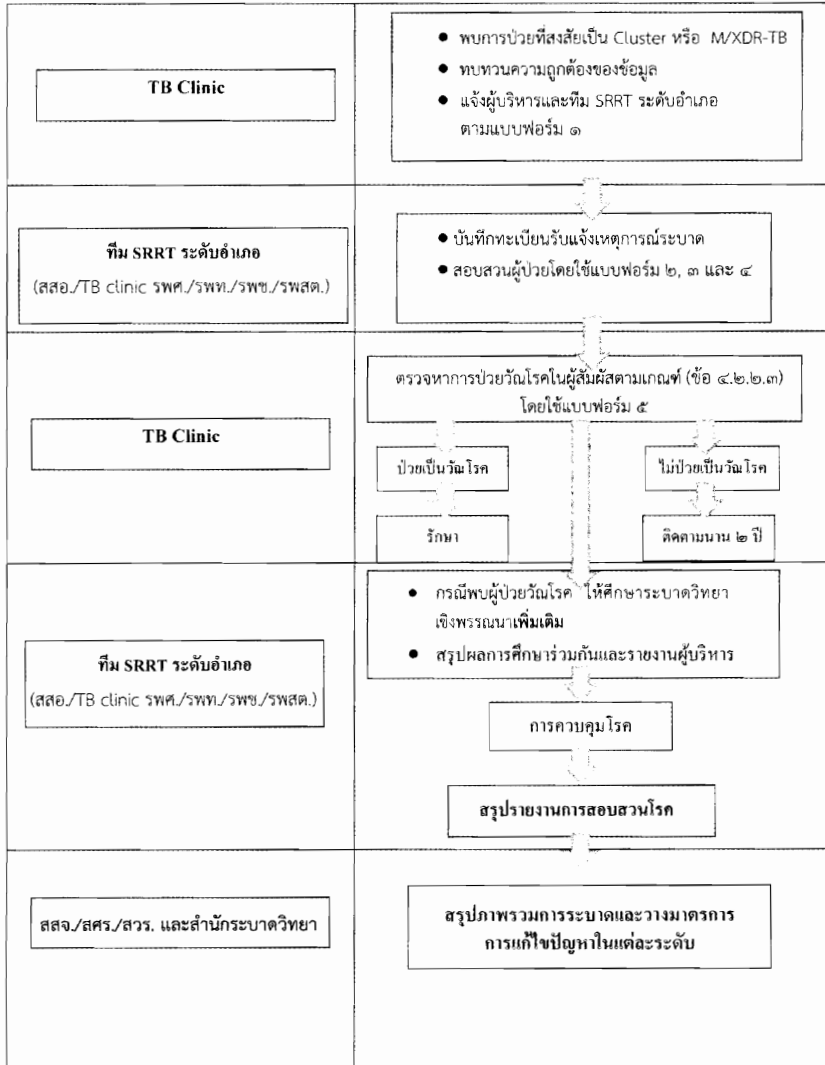 TB Clinic
● พบการป่วยที่สงสัยเป็น Cluster หรือ M/XDR-TB
● ทบทวนความถูกต้องของข้อมูล
● แจ้งผู้บริหารและทีม SRRT ระดับอำเภอ
ตามแบบฟอร์ม ๑
ทีม SRRT ระดับอำเภอ
(สสอ./TB clinic รพศ./รพท./รพช./รพสต.)
● บันทึกทะเบียนรับแจ้งเหตุการณ์ระบาด
● สอบสวนผู้ป่วยโดยใช้แบบฟอร์ม ๒, ๓ และ ๔
TB Clinic
ตรวจหาการป่วยวัณโรคในผู้สัมผัสตามเกณฑ์ (ข้อ ๔.๒.๒.๓)
โดยใช้แบบฟอร์ม ๕
ป่วยเป็นวัณโรค
ไม่ป่วยเป็นวัณโรค
รักษา
ติดตามนาน ๒ ปี
ทีม SRRT ระดับอำเภอ
(สสอ./TB clinic รพศ./รพท./รพช./รพสต.)
● กรณีพบผู้ป่วยวัณโรค ให้ศึกษาระบาดวิทยา
เชิงพรรณนาเพิ่มเติม
● สรุปผลการศึกษาร่วมกันและรายงานผู้บริหาร
การควบคุมโรค
สรุปรายงานการสอบสวนโรค
สสจ./สคร./สวร. และสำนักระบาดวิทยา
สรุปภาพรวมการระบาดและวางมาตรการ
การแก้ไขปัญหาในแต่ละระดับ